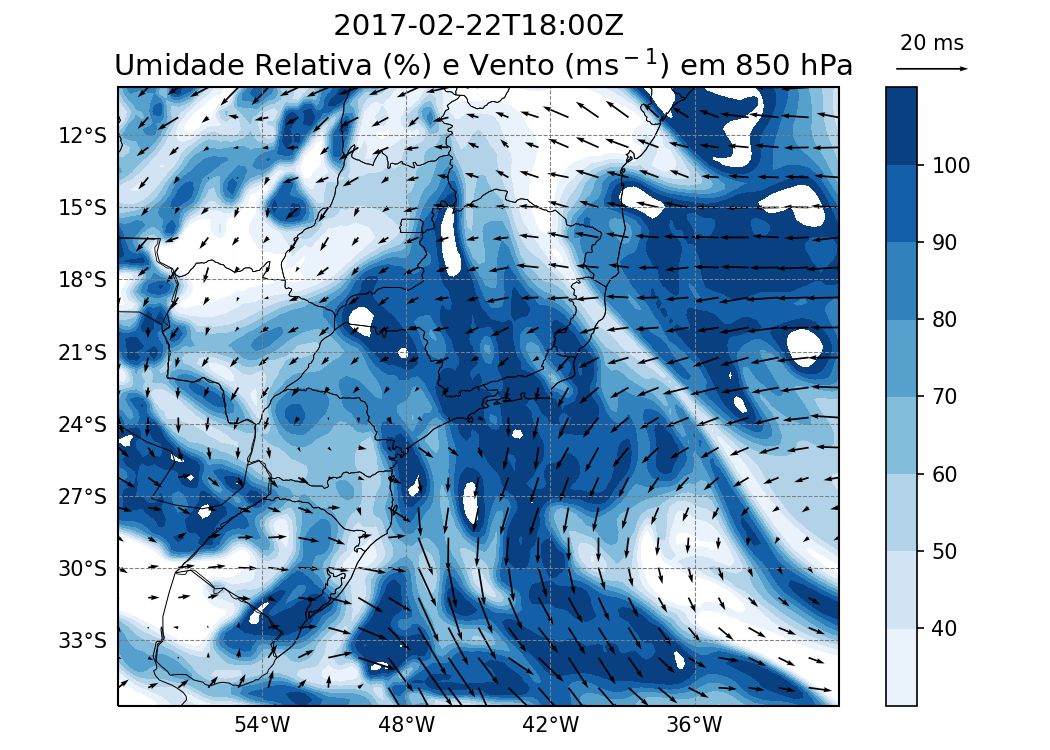 2017-02-22T18:00Z
Umidade Relativa (%) e Vento (ms⁻¹) em 850 hPa
20 ms
12°S
15°S
18°S
21°S
24°S
27°S
30°S
33°S
54°W 48°W 42°W 36°W
100
90
80
70
60
50
40